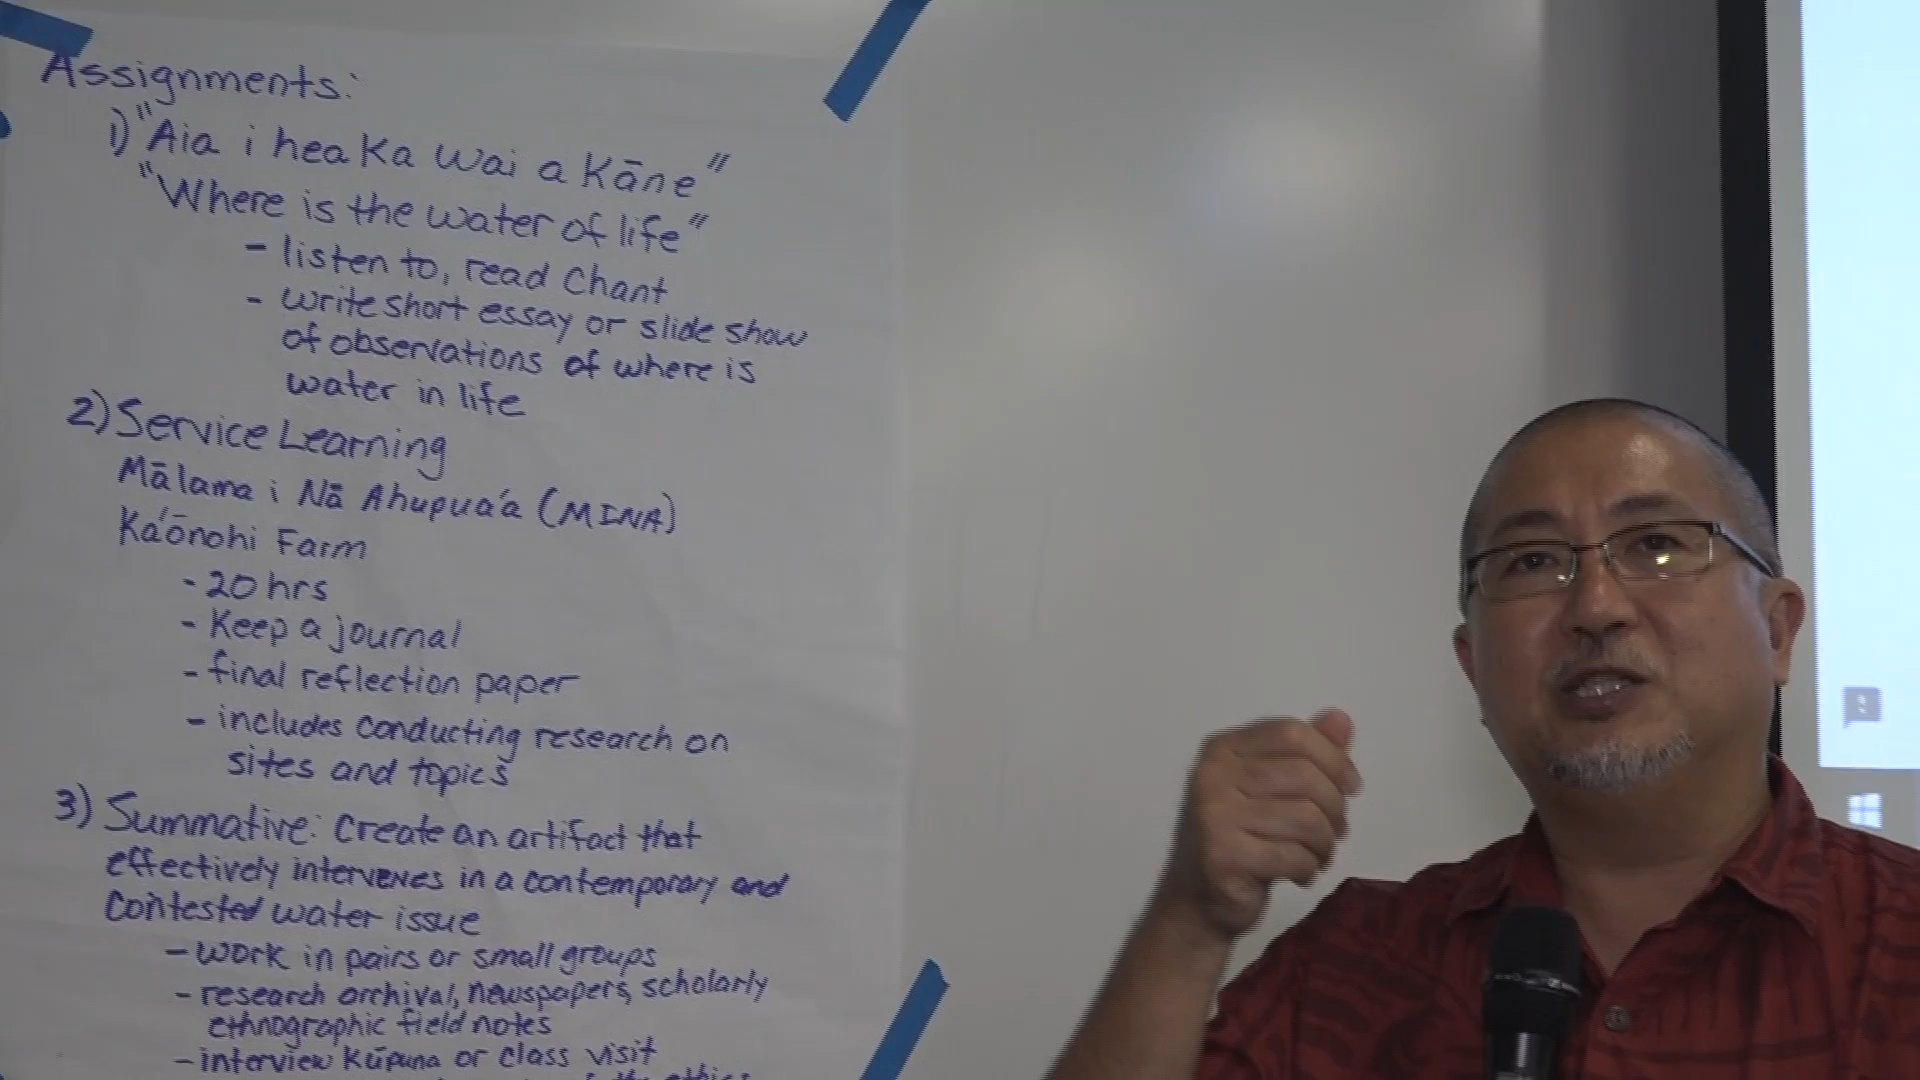 Assignments:
1) "Aia i hea Ka Wai a Kāne"
"Where is the water of life"
- listen to, read Chant
- write short essay or slide show
of observations of where is
water in life
2) Service Learning
Mālama i Nā Ahupua'a (MINA)
Ka'ōnohi Farm
- 20 hrs
- Keep a journal
- final reflection paper
- includes conducting research on
sites and topics
3) Summative: Create an artifact that
effectively intervenes in a contemporary and
contested water issue
- work in pairs or small groups
- research archival, newspapers, scholarly
ethnographic field notes
- interview Kūpuna or class visit
ethics